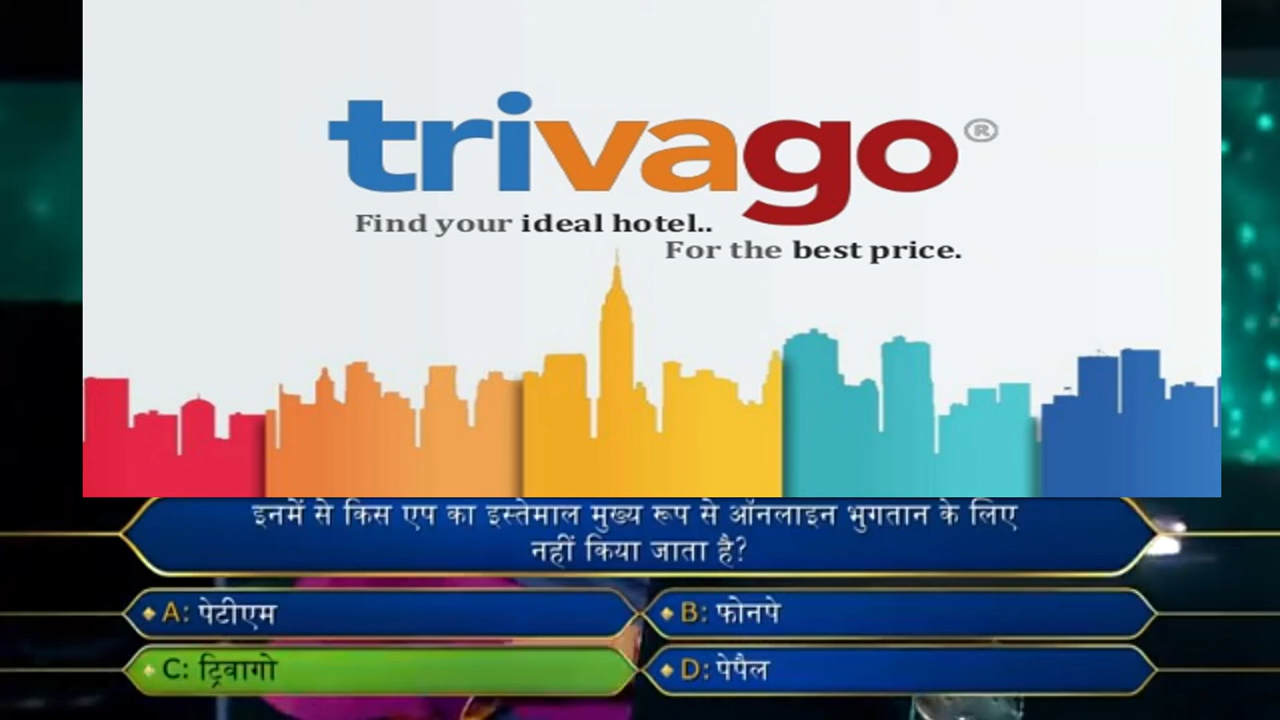 trivago®
Find your ideal hotel..
For the best price.
इनमें से किस एप का इस्तेमाल मुख्य रूप से ऑनलाइन भुगतान के लिए
नहीं किया जाता है?
A: पेटीएम
B: फोनपे
C: ट्रिवागो
D: पेपैल